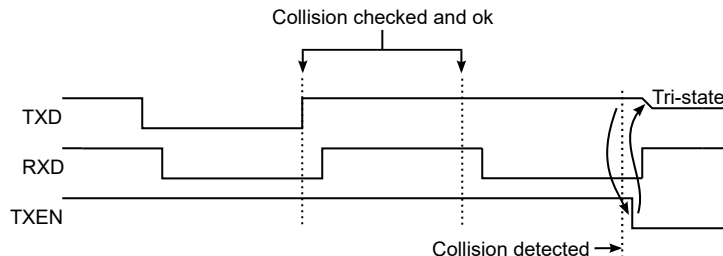 Collision checked and ok
Tri-state
TXD
RXD
TXEN
Collision detected